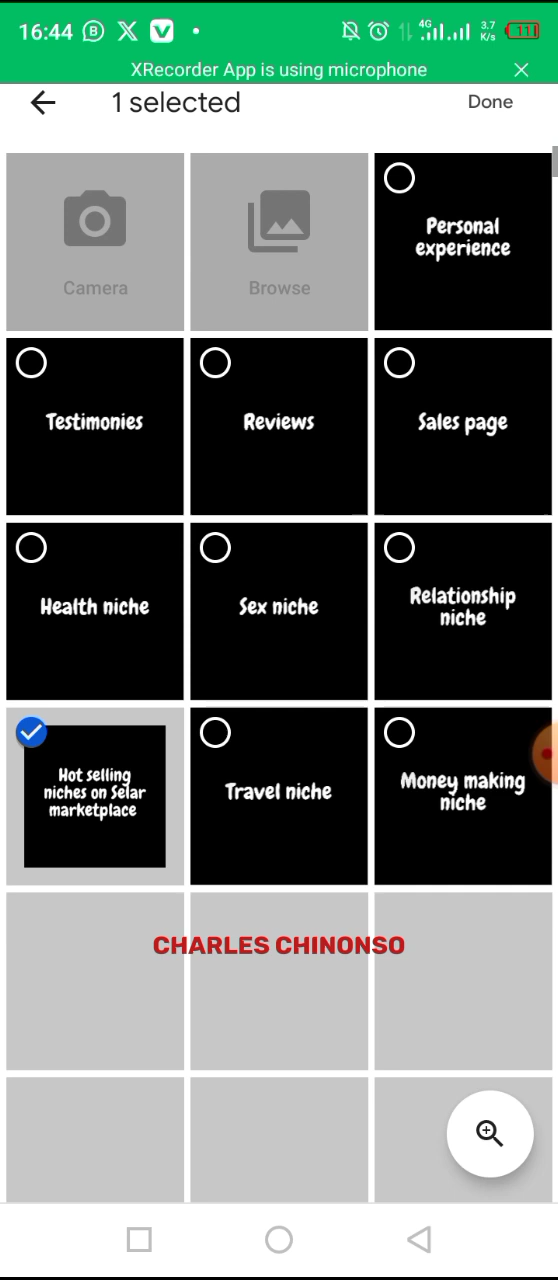 16:44
4G
3.7
K/s
11
XRecorder App is using microphone
1 selected
Done
Camera
Browse
Personal
experience
Testimonies
Reviews
Sales page
Health niche
Sex niche
Relationship
niche
Hot selling
niches on Selar
marketplace
Travel niche
Money making
niche
CHARLES CHINONSO